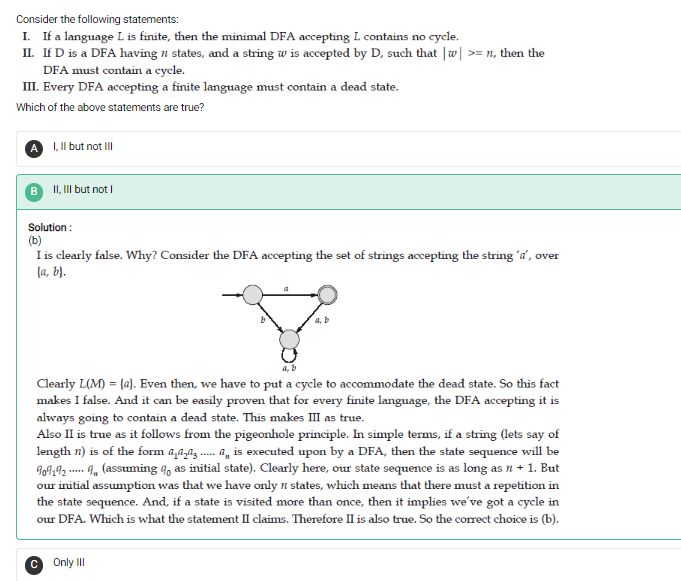 Consider the following statements:
I. If a language L is finite, then the minimal DFA accepting L contains no cycle.
II. If D is a DFA having n states, and a string w is accepted by D, such that |w| >= n, then the
DFA must contain a cycle.
III. Every DFA accepting a finite language must contain a dead state.
Which of the above statements are true?
A I, II but not III
B II, III but not I
Solution :
(b)
I is clearly false. Why? Consider the DFA accepting the set of strings accepting the string 'a', over
{a, b}.
a
b a, b
a, b
Clearly L(M) = {a}. Even then, we have to put a cycle to accommodate the dead state. So this fact
makes I false. And it can be easily proven that for every finite language, the DFA accepting it is
always going to contain a dead state. This makes III as true.
Also II is true as it follows from the pigeonhole principle. In simple terms, if a string (lets say of
length n) is of the form a₁a₂a₃ ..... aₙ is executed upon by a DFA, then the state sequence will be
q₀q₁q₂ ..... qₙ (assuming q₀ as initial state). Clearly here, our state sequence is as long as n + 1. But
our initial assumption was that we have only n states, which means that there must a repetition in
the state sequence. And, if a state is visited more than once, then it implies we've got a cycle in
our DFA. Which is what the statement II claims. Therefore II is also true. So the correct choice is (b).
C Only III